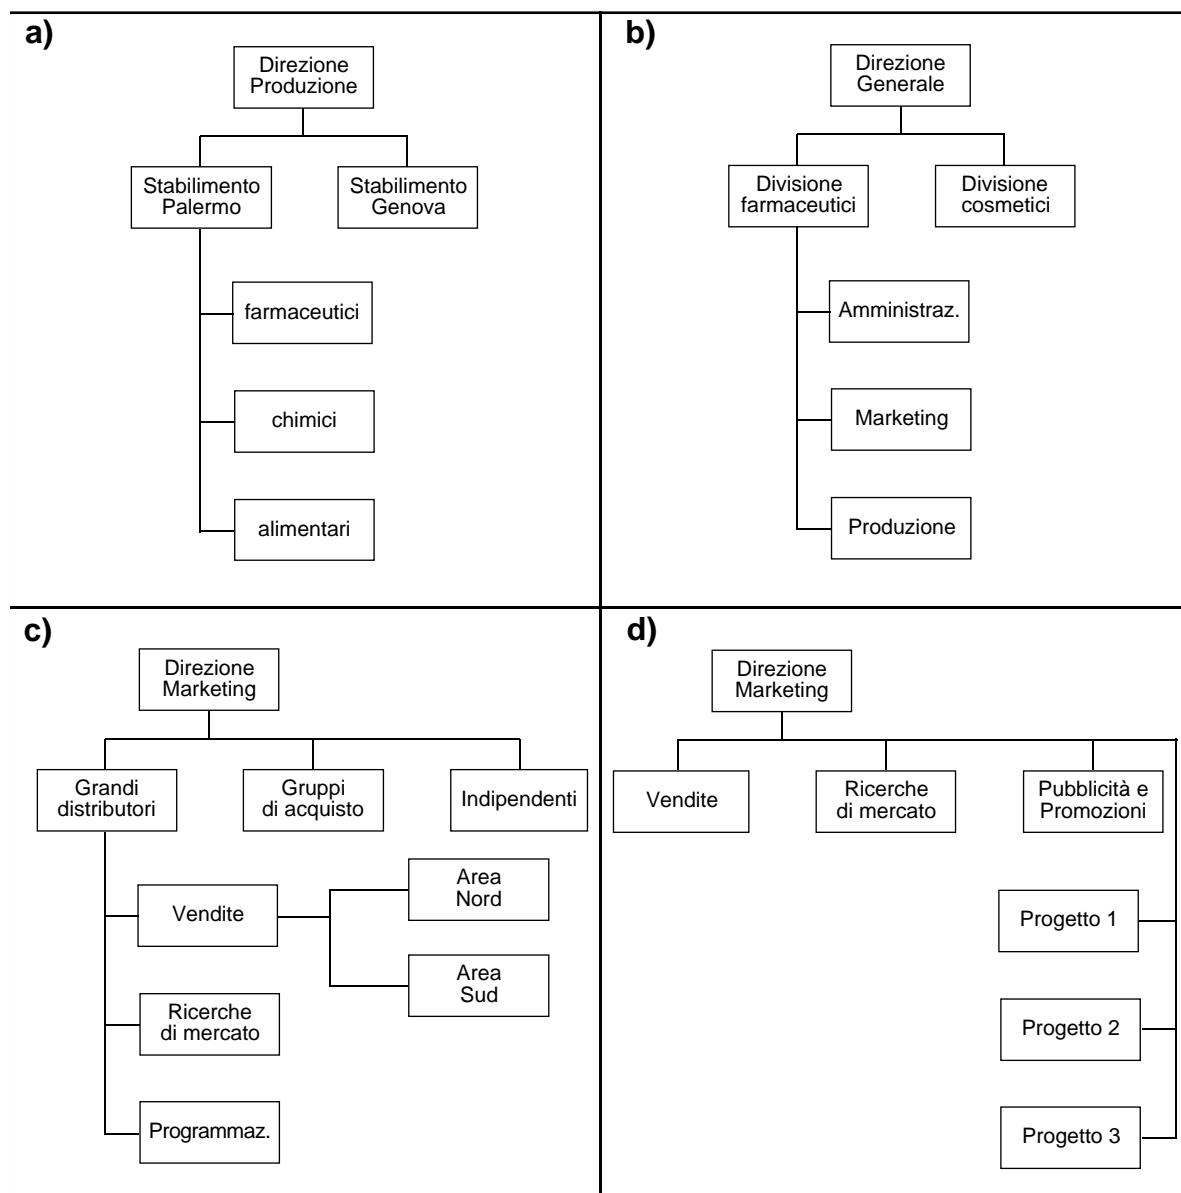 a)
Direzione
Produzione
Stabilimento
Palermo
Stabilimento
Genova
farmaceutici
chimici
alimentari
b)
Direzione
Generale
Divisione
farmaceutici
Divisione
cosmetici
Amministraz.
Marketing
Produzione
c)
Direzione
Marketing
Grandi
distributori
Gruppi
di acquisto
Indipendenti
Vendite
Area
Nord
Area
Sud
Ricerche
di mercato
Programmaz.
d)
Direzione
Marketing
Vendite
Ricerche
di mercato
Pubblicità e
Promozioni
Progetto 1
Progetto 2
Progetto 3